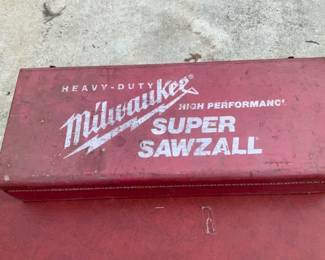 HEAVY-DUTY
Milwaukee
HIGH PERFORMANC
SUPER
SAWZALL